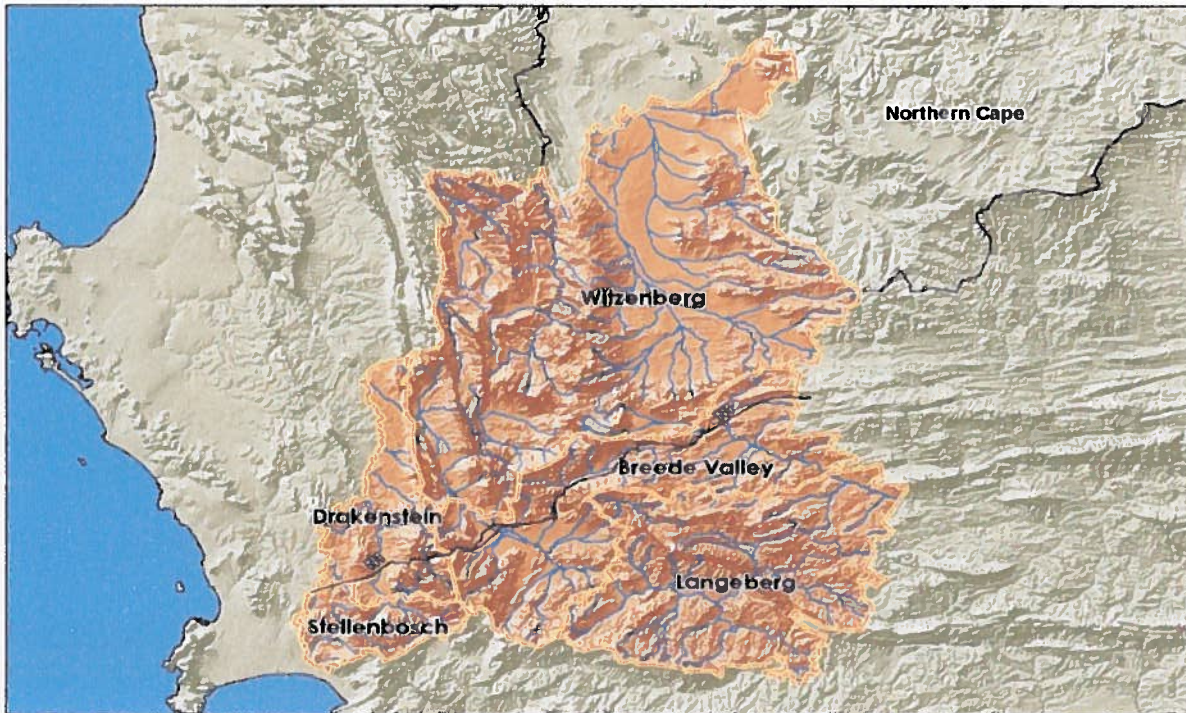 Northern Cape
Witzenberg
Breede Valley
Drakenstein
Langeberg
Stellenbosch